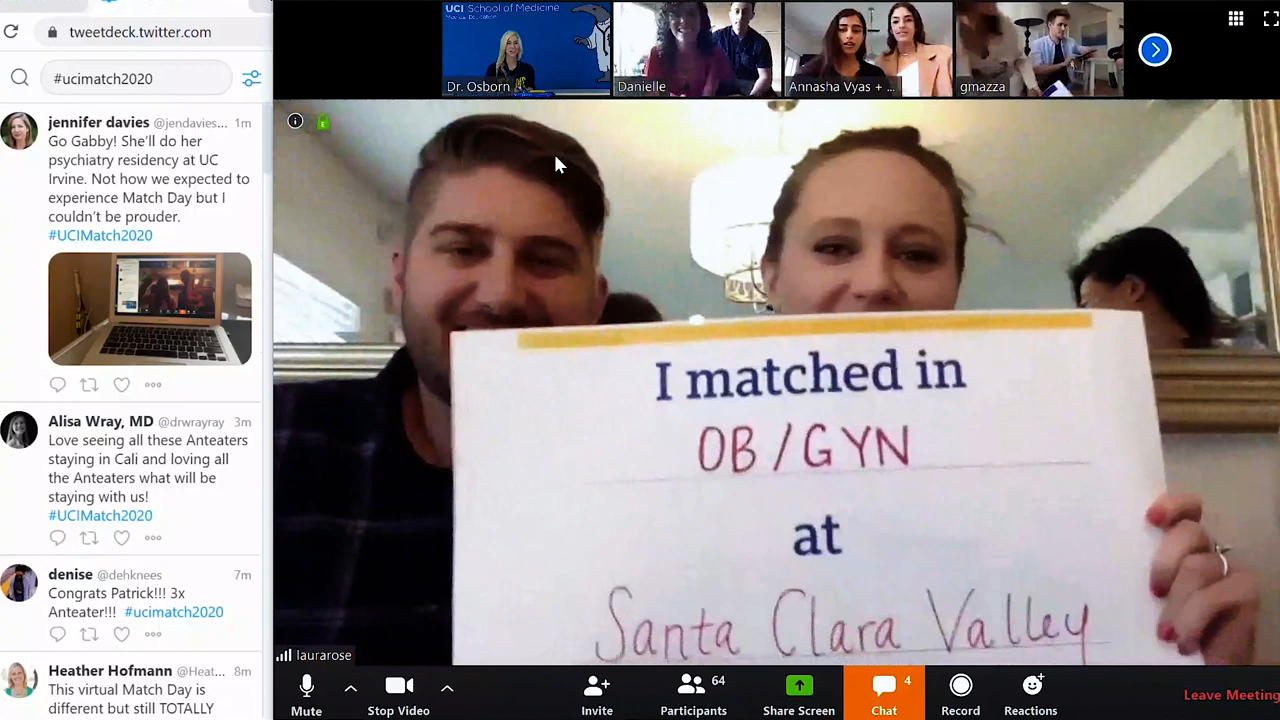 tweetdeck.twitter.com
#ucimatch2020
jennifer davies @jendavies... 1m
Go Gabby! She'll do her
psychiatry residency at UC
Irvine. Not how we expected to
experience Match Day but I
couldn't be prouder.
#UCIMatch2020
Alisa Wray, MD @drwrayray 3m
Love seeing all these Anteaters
staying in Cali and loving all
the Anteaters what will be
staying with us!
#UCIMatch2020
denise @dehknees 7m
Congrats Patrick!!! 3x
Anteater!!! #ucimatch2020
Heather Hofmann @Heat... 8m
This virtual Match Day is
different but still TOTALLY
UCI School of Medicine
Medical Education
Dr. Osborn
Danielle
Annasha Vyas + ...
gmazza
I matched in
OB/GYN
at
Santa Clara Valley
laurarose
Mute
Stop Video
Invite
64
Participants
Share Screen
4
Chat
Record
Reactions
Leave Meeting